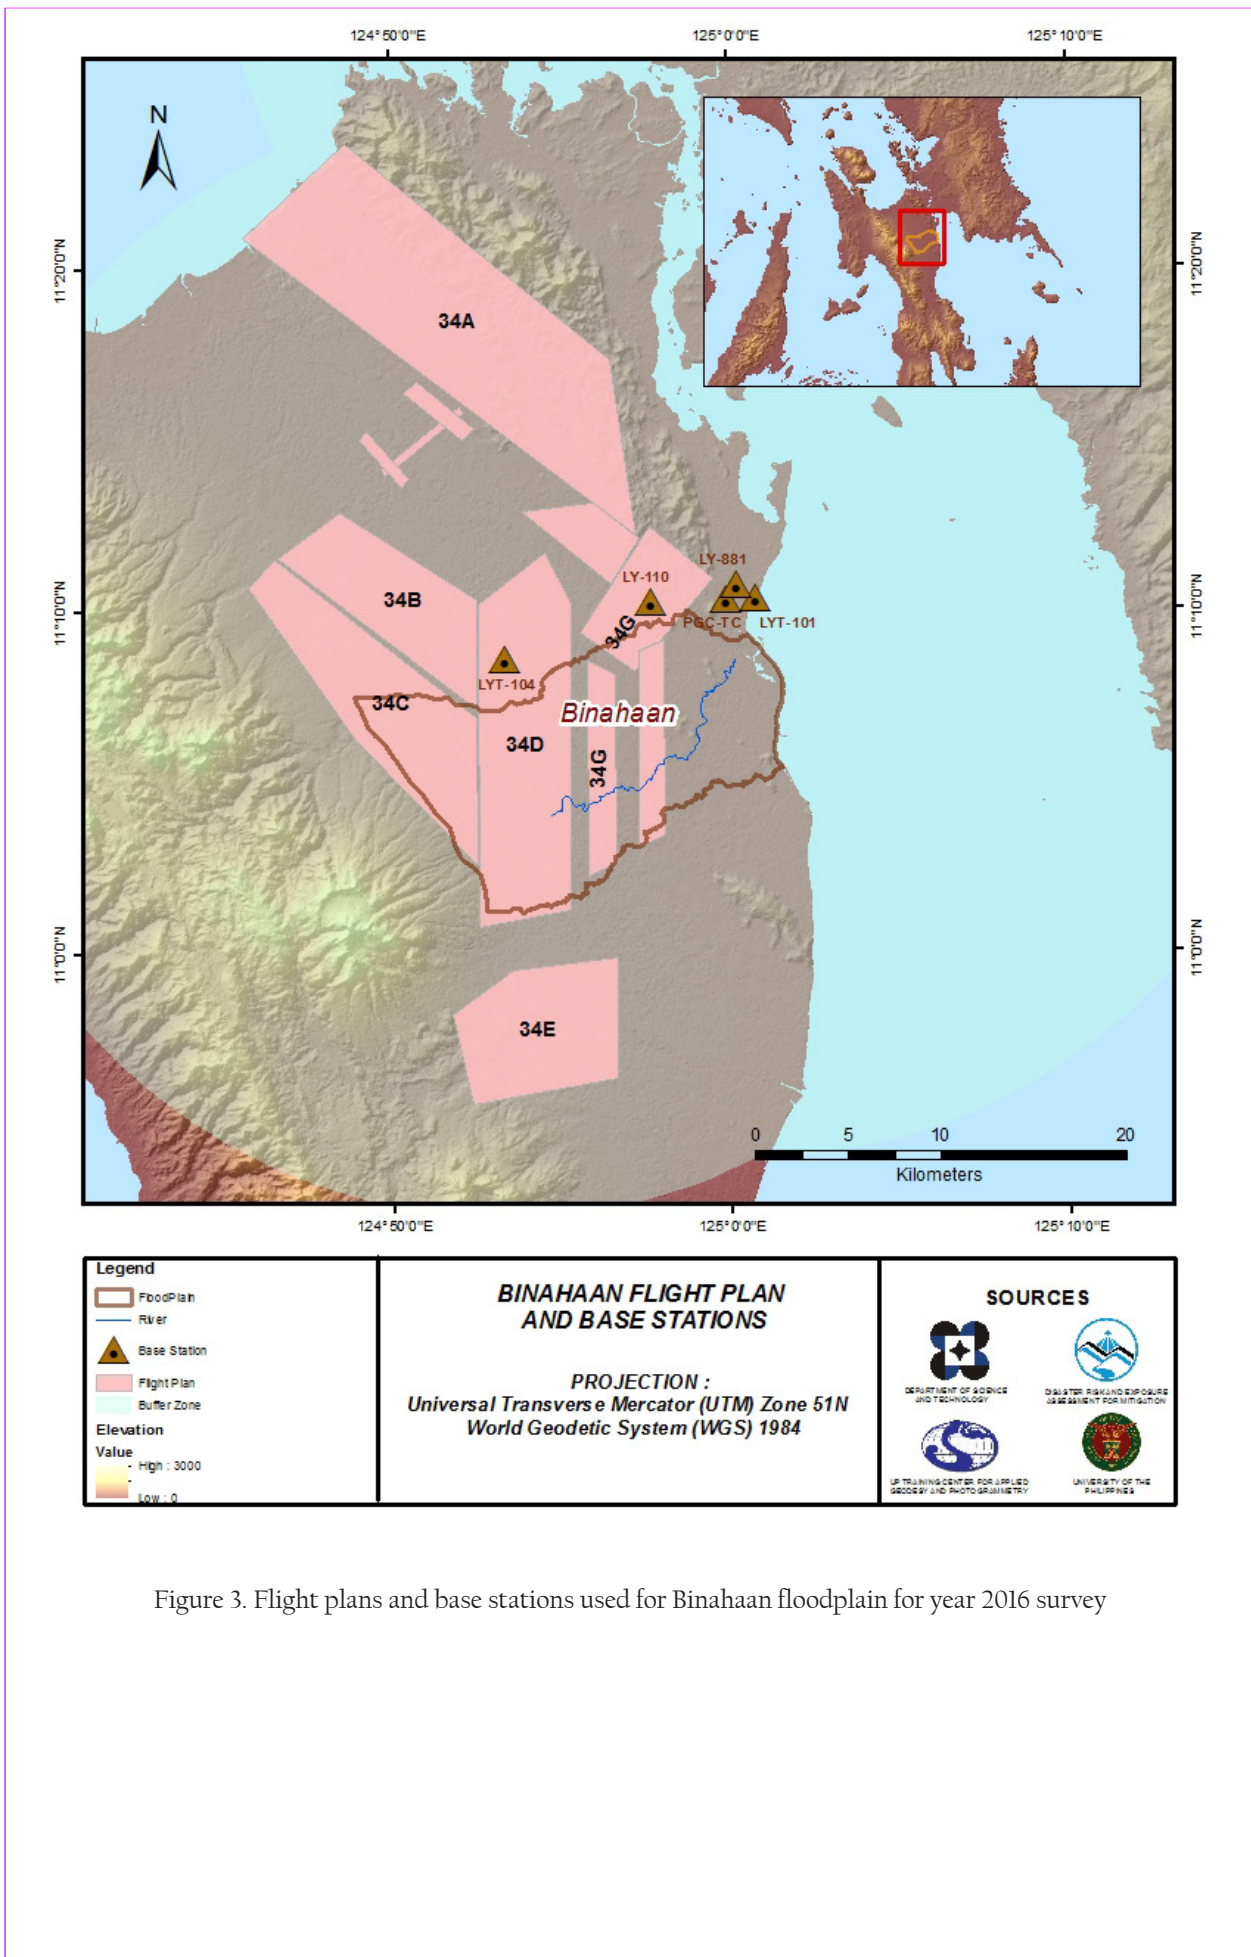 124°50'0"E 125°0'0"E 125°10'0"E
N
11°20'0"N
11°20'0"N
34A
LY-881
LY-110
34B
11°10'0"N
11°10'0"N
34G
PGC-TC
LYT-101
LYT-104
34C
Binahaan
34D
34G
11°0'0"N
11°0'0"N
34E
0 5 10 20
Kilometers
124°50'0"E 125°0'0"E 125°10'0"E
Legend
FloodPlain
River
Base Station
Flight Plan
Buffer Zone
Elevation
Value
High : 3000
Low : 0
BINAHAAN FLIGHT PLAN
AND BASE STATIONS
PROJECTION :
Universal Transverse Mercator (UTM) Zone 51N
World Geodetic System (WGS) 1984
SOURCES
DEPARTMENT OF SCIENCE
AND TECHNOLOGY
DISASTER RISK AND EXPOSURE
ASSESSMENT FOR MITIGATION
UP TRAINING CENTER FOR APPLIED
GEODESY AND PHOTOGRAMMETRY
UNIVERSITY OF THE
PHILIPPINES
Figure 3. Flight plans and base stations used for Binahaan floodplain for year 2016 survey